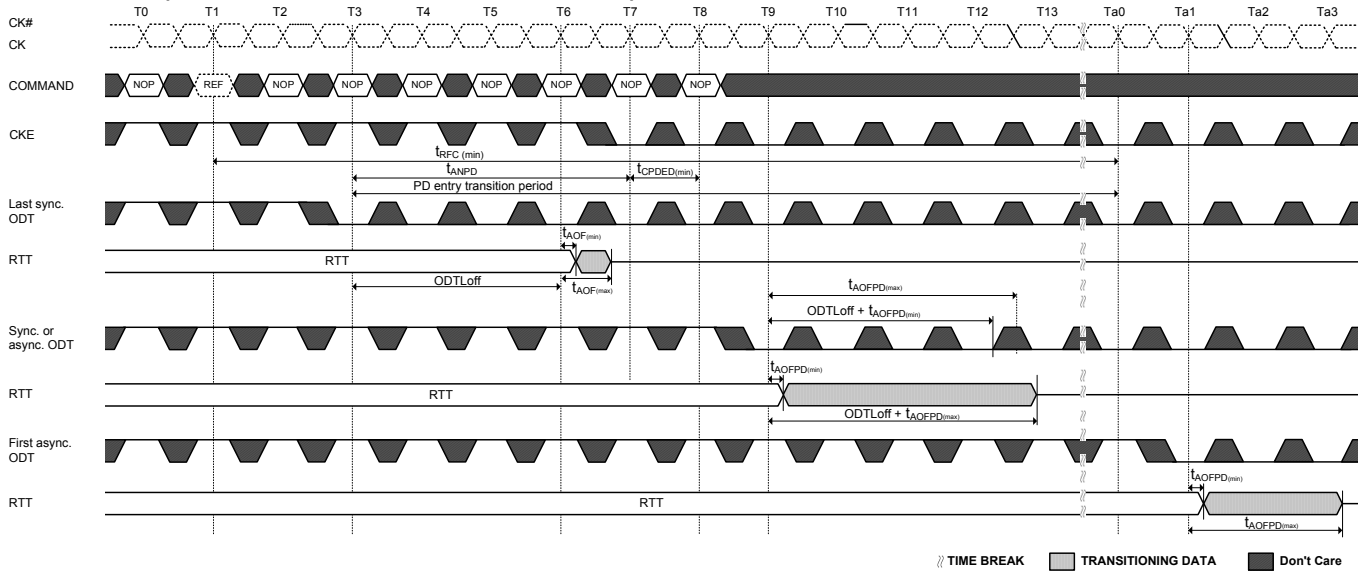 T0 T1 T2 T3 T4 T5 T6 T7 T8 T9 T10 T11 T12 T13 Ta0 Ta1 Ta2 Ta3
CK#
CK
COMMAND NOP REF NOP NOP NOP NOP NOP NOP NOP
CKE
tRFC (min)
tANPD tCPDED(min)
PD entry transition period
Last sync. ODT
tAOF(min)
RTT RTT
ODTLoff tAOF(max)
tAOFPD(max)
ODTLoff + tAOFPD(min)
Sync. or async. ODT
tAOFPD(min)
RTT RTT
ODTLoff + tAOFPD(max)
First async. ODT
tAOFPD(min)
RTT RTT
tAOFPD(max)
TIME BREAK TRANSITIONING DATA Don't Care